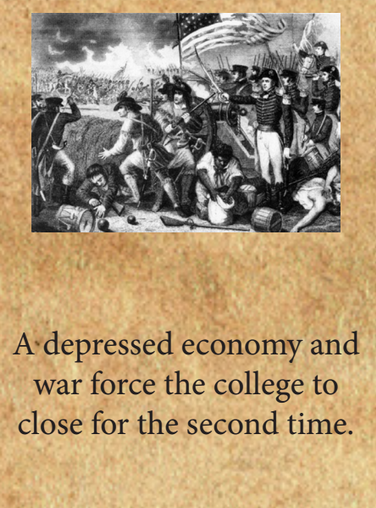 A depressed economy and
war force the college to
close for the second time.